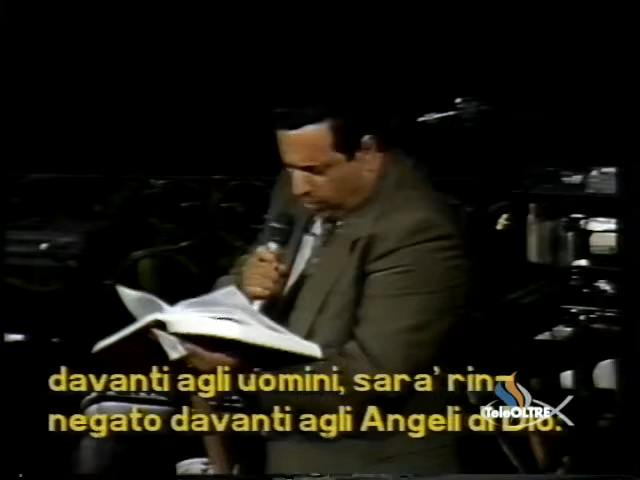 davanti agli uomini, sara' rin-
negato davanti agli Angeli di Dio.
TeleOLTRE